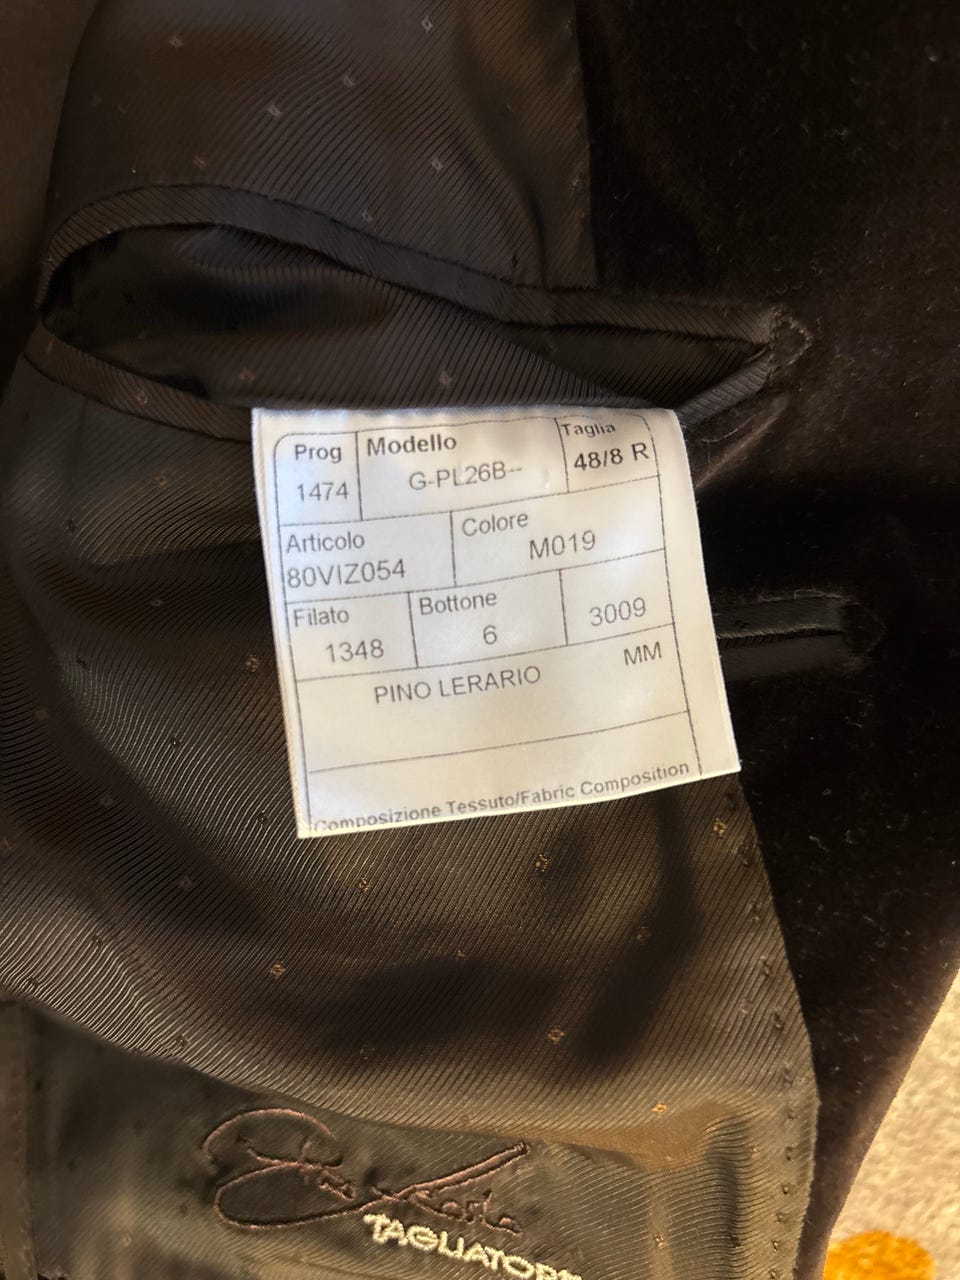 Prog Modello Taglia
1474 G-PL26B-- 48/8 R
Articolo Colore
80VIZ054 M019
Filato Bottone
1348 6 3009
PINO LERARIO MM
Composizione Tessuto/Fabric Composition
TAGLIATORE